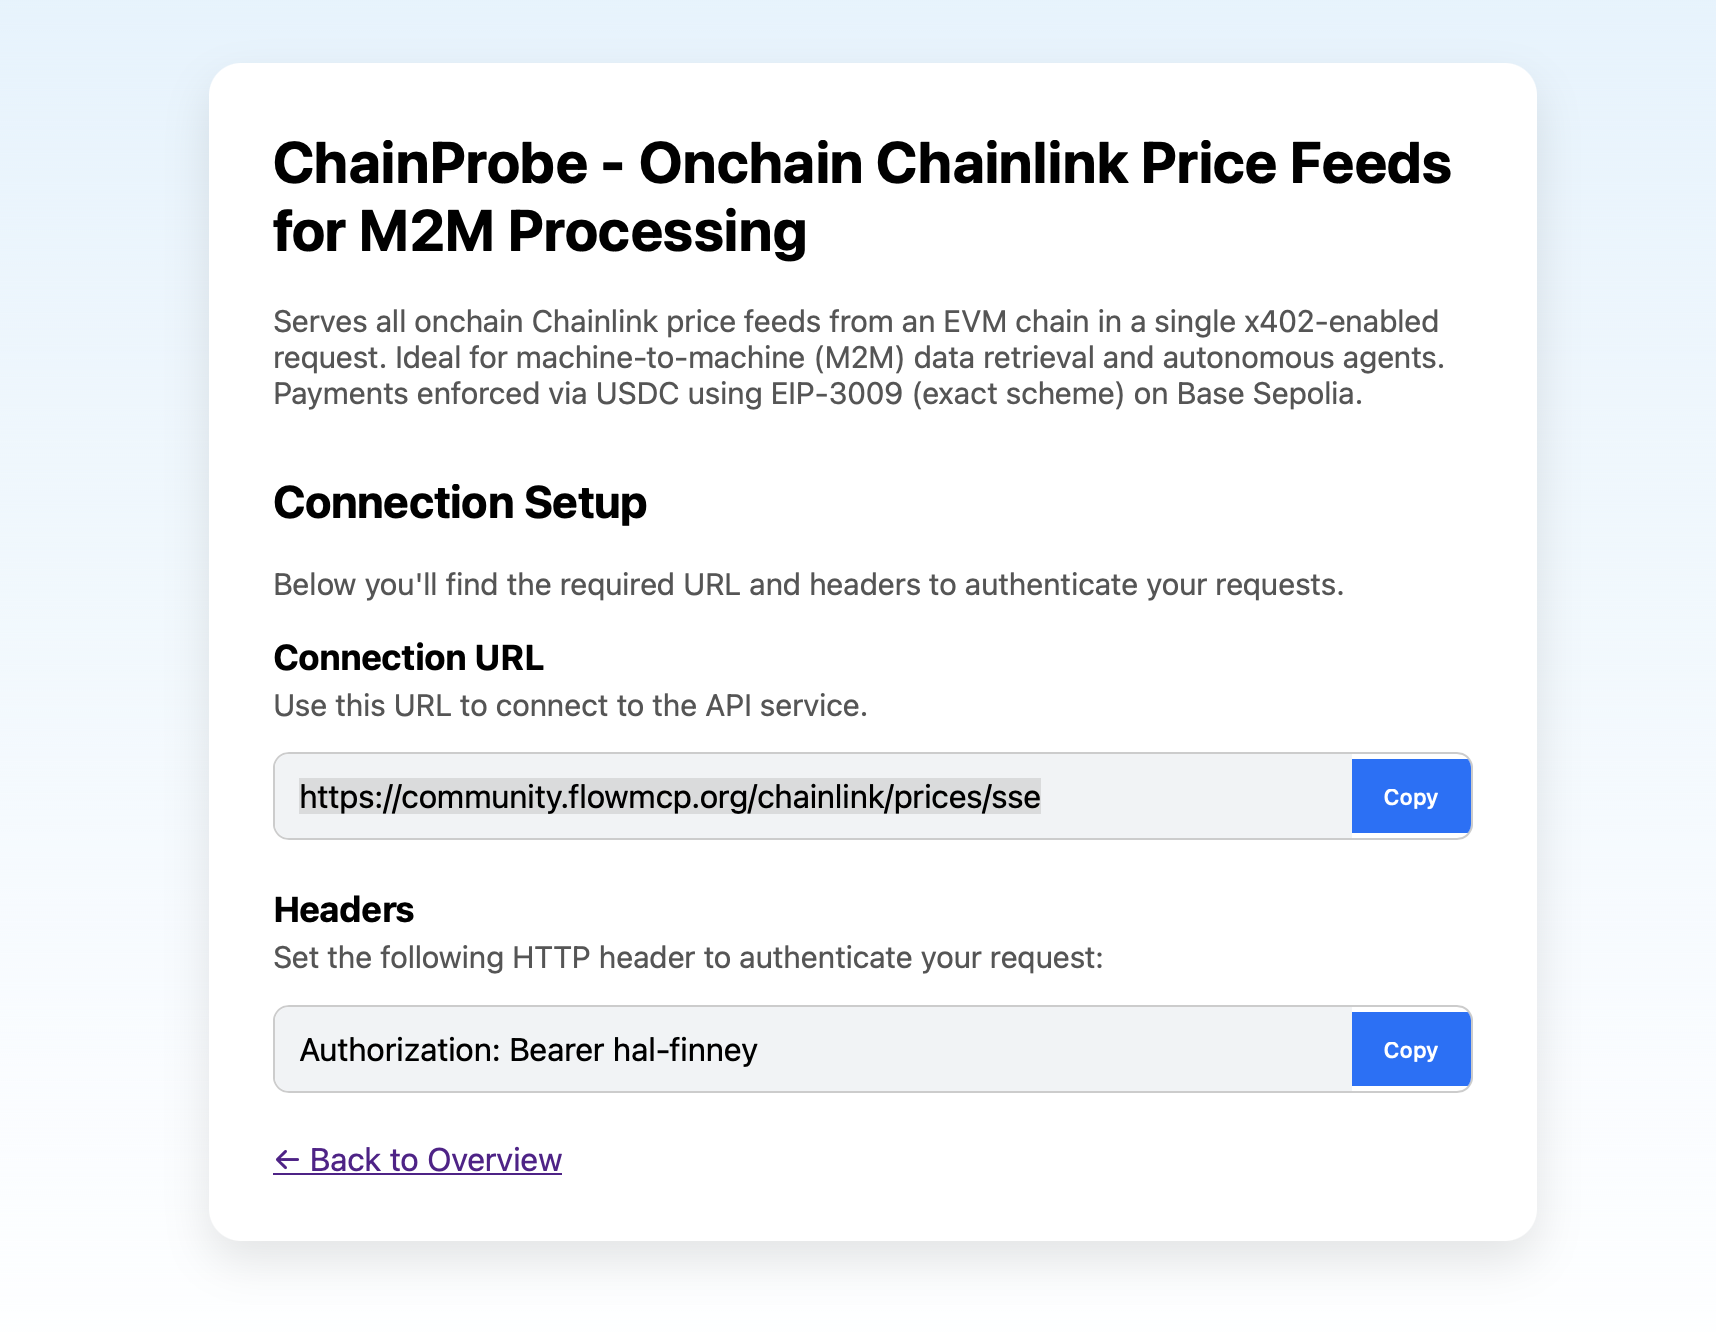 ChainProbe - Onchain Chainlink Price Feeds
for M2M Processing
Serves all onchain Chainlink price feeds from an EVM chain in a single x402-enabled
request. Ideal for machine-to-machine (M2M) data retrieval and autonomous agents.
Payments enforced via USDC using EIP-3009 (exact scheme) on Base Sepolia.
Connection Setup
Below you'll find the required URL and headers to authenticate your requests.
Connection URL
Use this URL to connect to the API service.
https://community.flowmcp.org/chainlink/prices/sse
Copy
Headers
Set the following HTTP header to authenticate your request:
Authorization: Bearer hal-finney
Copy
← Back to Overview